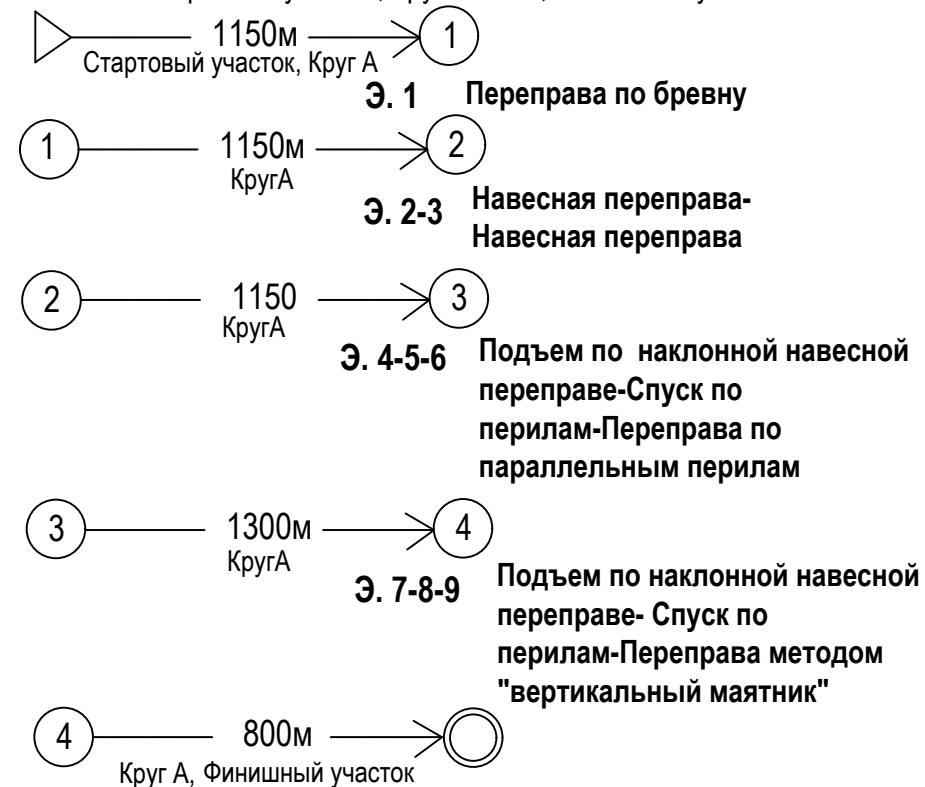 1150м
1
Стартовый участок, Круг А
Э. 1 Переправа по бревну
1 1150м 2
КругА
Э. 2-3 Навесная переправа-
Навесная переправа
2 1150 3
КругА
Э. 4-5-6 Подъем по наклонной навесной
переправе-Спуск по
перилам-Переправа по
параллельным перилам
3 1300м 4
КругА
Э. 7-8-9 Подъем по наклонной навесной
переправе- Спуск по
перилам-Переправа методом
"вертикальный маятник"
4 800м
Круг А, Финишный участок